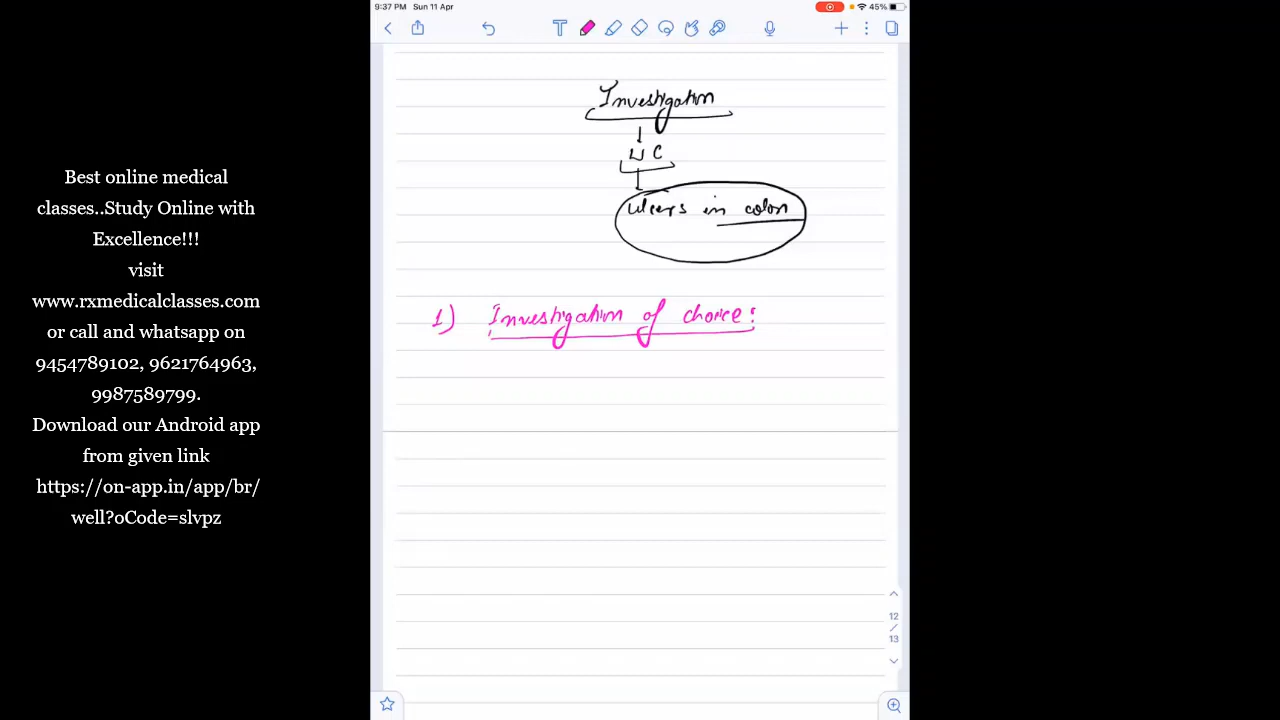 9:37 PM Sun 11 Apr
45%
Investigation
UC
Ulcers in colon
1) Investigation of choice:
Best online medical
classes..Study Online with
Excellence!!!
visit
www.rxmedicalclasses.com
or call and whatsapp on
9454789102, 9621764963,
9987589799.
Download our Android app
from given link
https://on-app.in/app/br/
well?oCode=slvpz
12
/
13